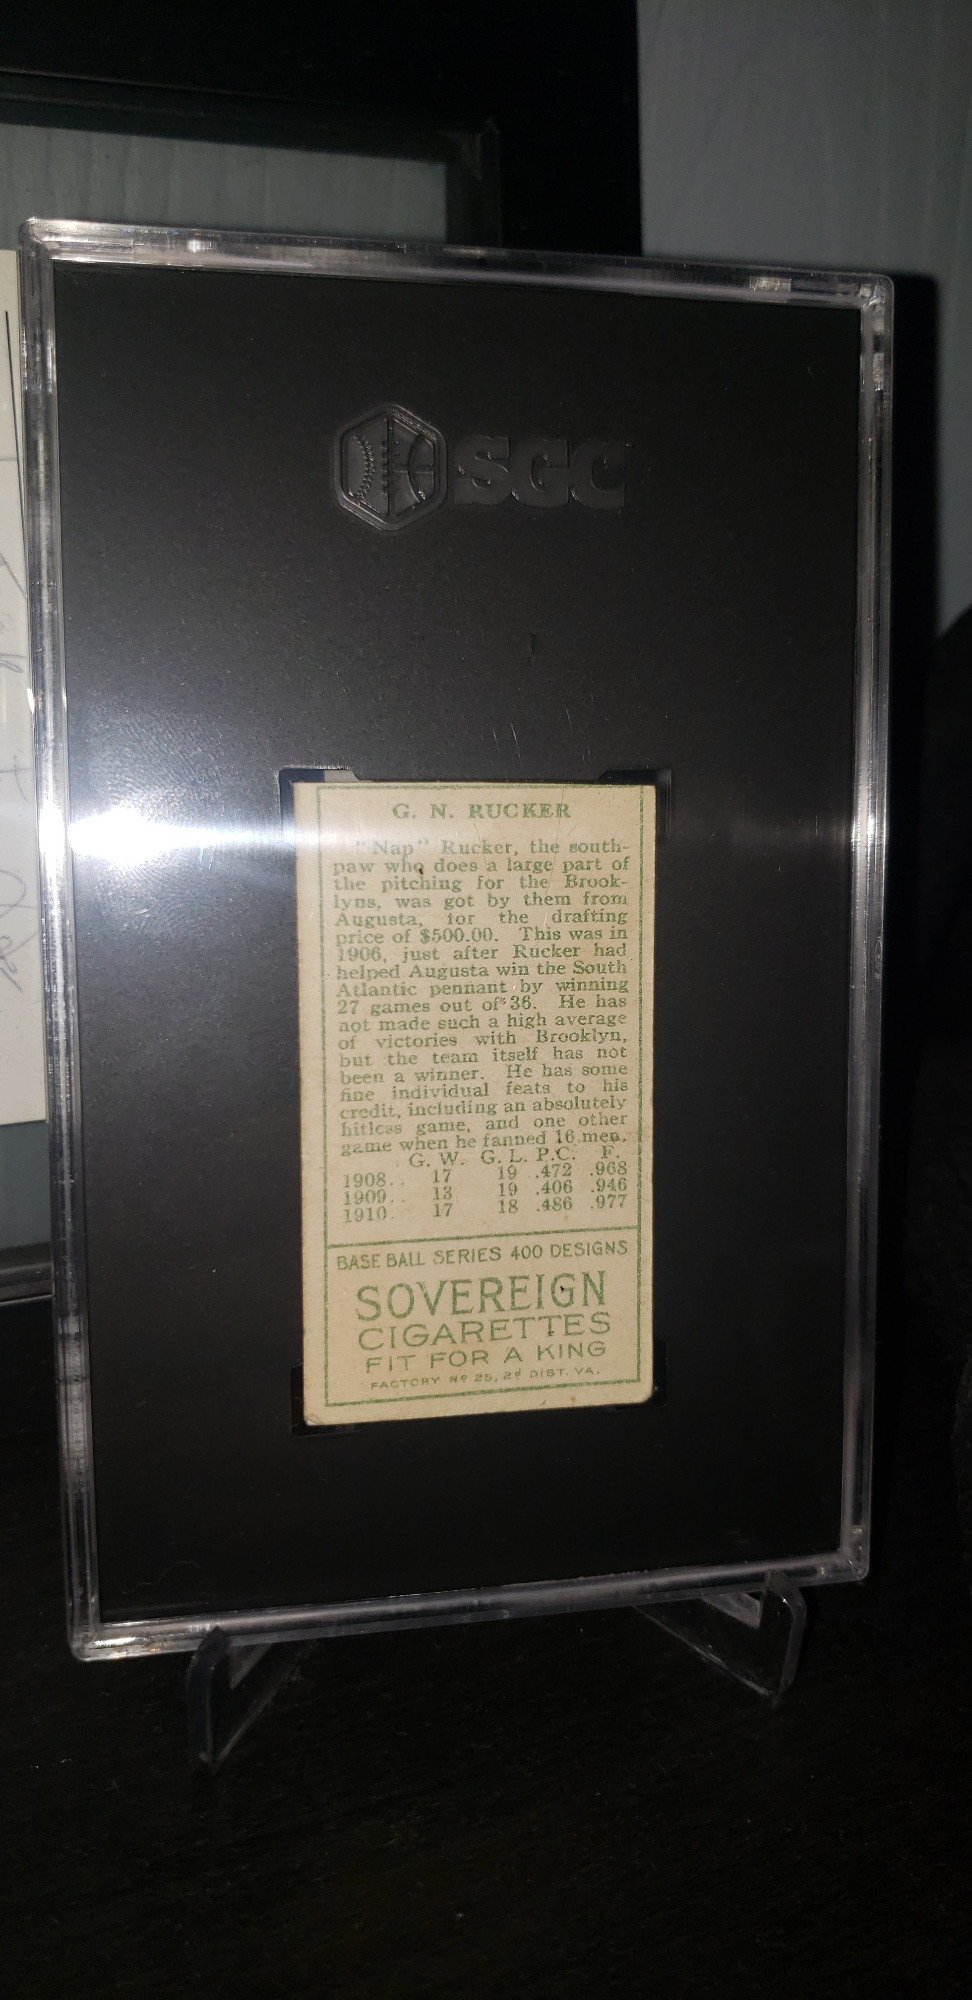 SGC
G. N. RUCKER
"Nap" Rucker, the south-
paw who does a large part of
the pitching for the Brook-
lyns, was got by them from
Augusta, for the drafting
price of $500.00. This was in
1906, just after Rucker had
helped Augusta win the South
Atlantic pennant by winning
27 games out of 36. He has
not made such a high average
of victories with Brooklyn,
but the team itself has not
been a winner. He has some
fine individual feats to his
credit, including an absolutely
hitless game, and one other
game when he fanned 16 men.
G. W. G. L. P.C. F.
1908.. 17 19 .472 .968
1909.. 13 19 .406 .946
1910. 17 18 .486 .977
BASE BALL SERIES 400 DESIGNS
SOVEREIGN
CIGARETTES
FIT FOR A KING
FACTORY Nº 25, 2d DIST. VA.